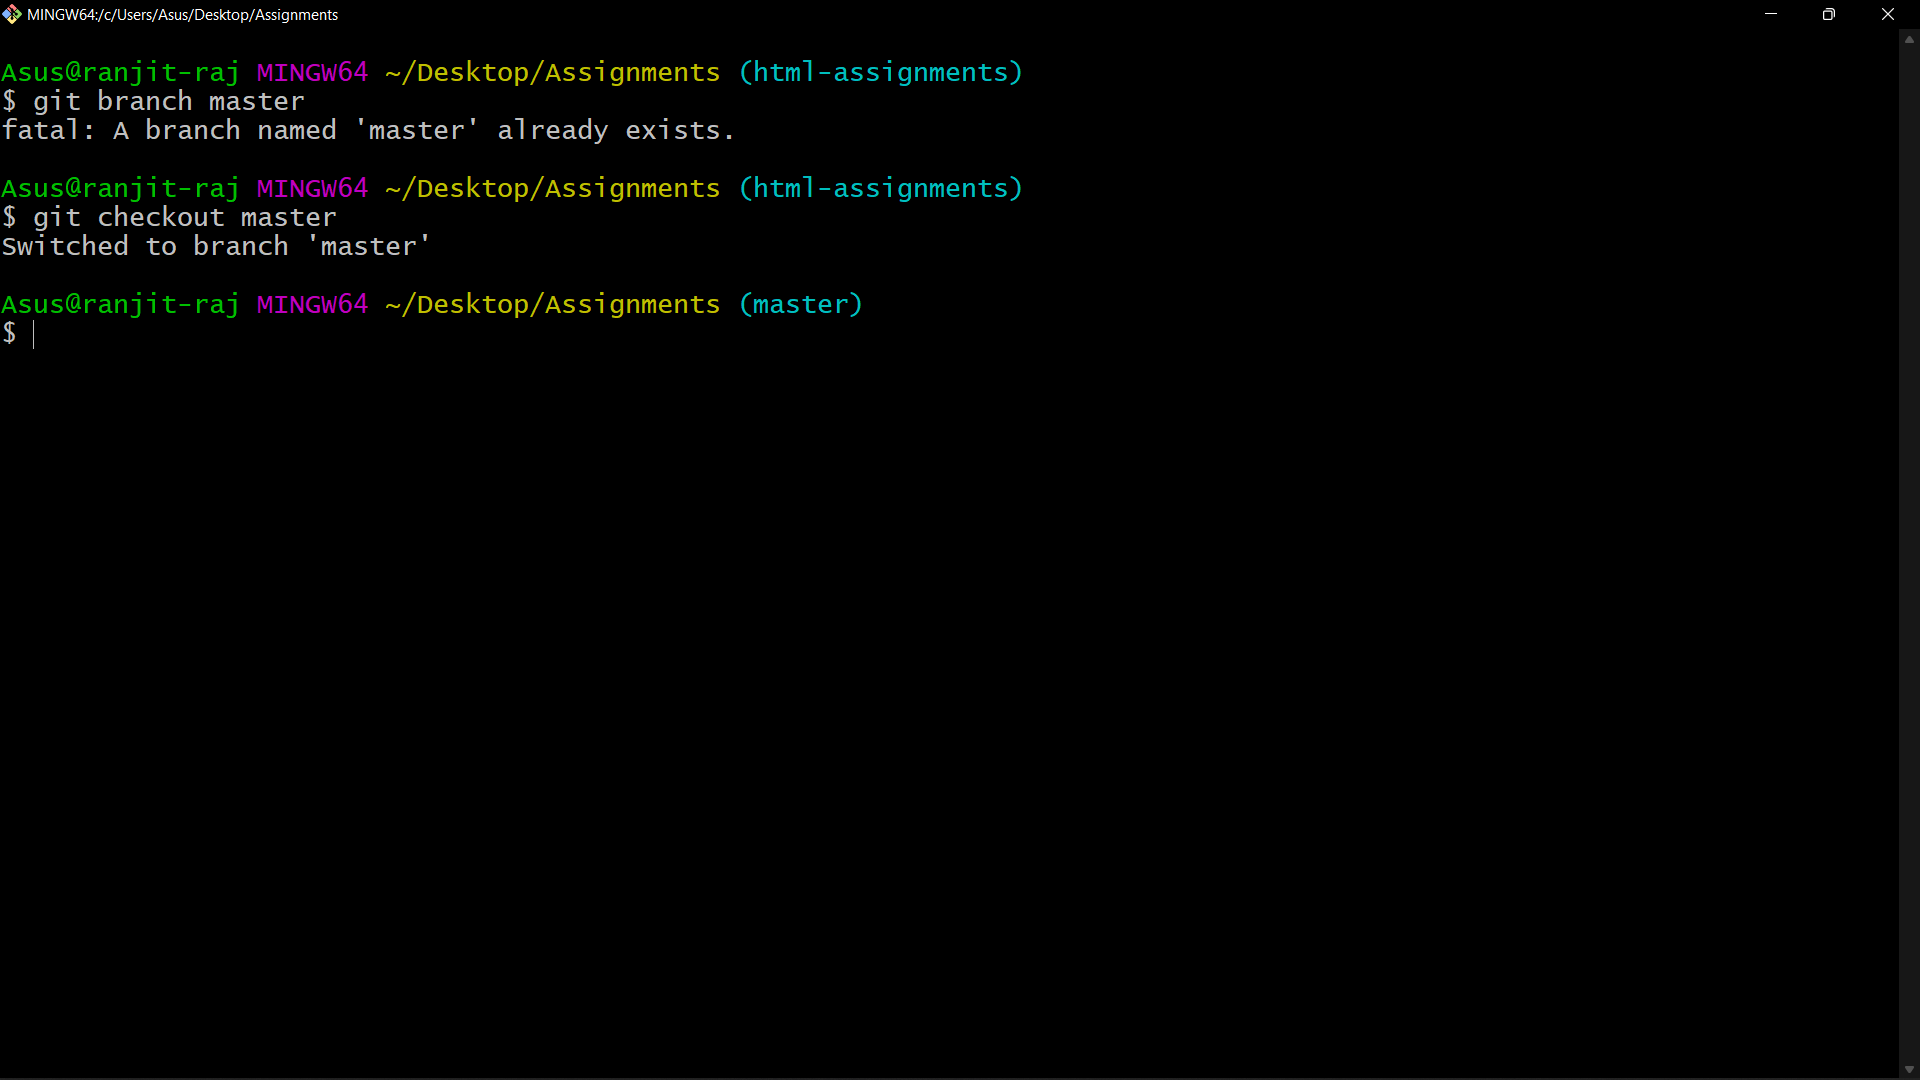 MINGW64:/c/Users/Asus/Desktop/Assignments
Asus@ranjit-raj MINGW64 ~/Desktop/Assignments (html-assignments)
$ git branch master
fatal: A branch named 'master' already exists.
Asus@ranjit-raj MINGW64 ~/Desktop/Assignments (html-assignments)
$ git checkout master
Switched to branch 'master'
Asus@ranjit-raj MINGW64 ~/Desktop/Assignments (master)
$